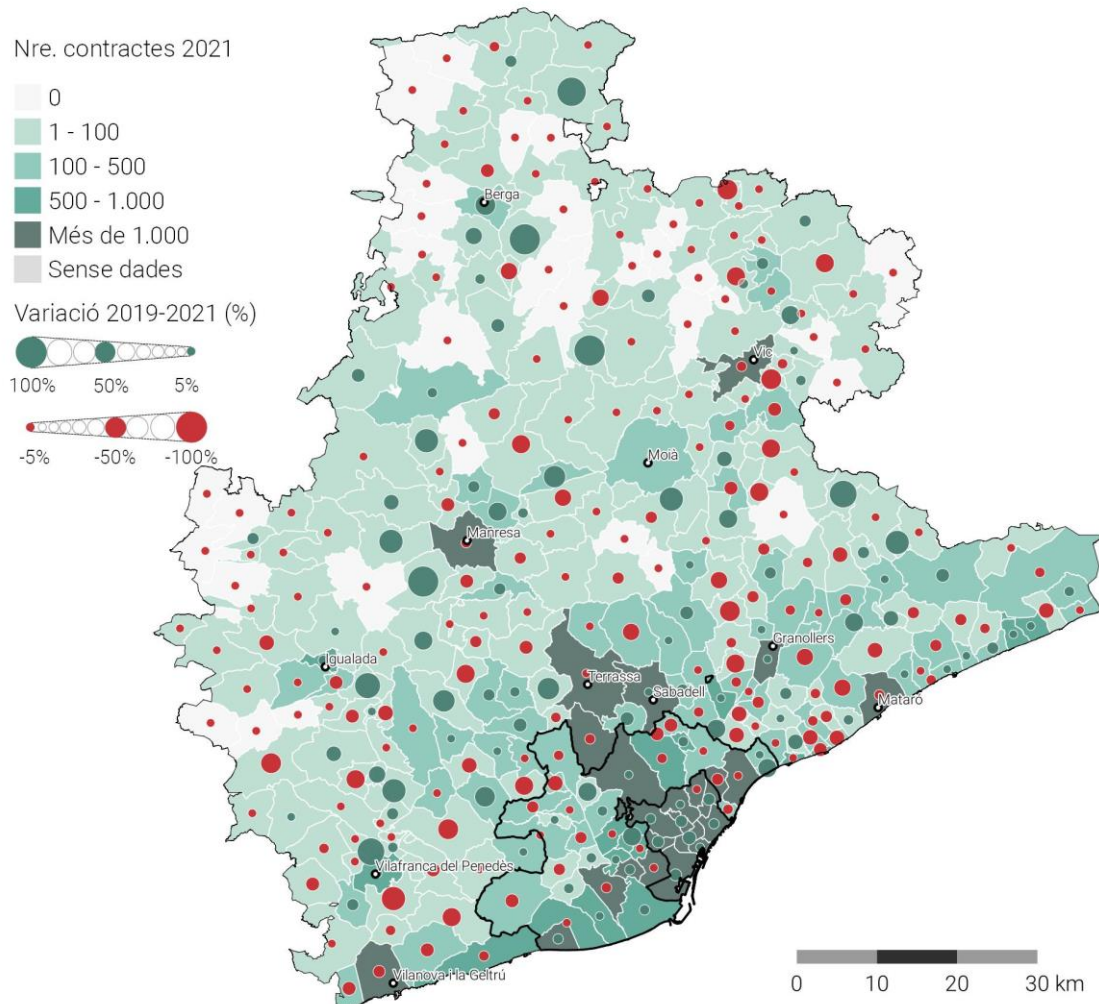 Nre. contractes 2021
0
1 - 100
100 - 500
500 - 1.000
Més de 1.000
Sense dades
Variació 2019-2021 (%)
100% 50% 5%
-5% -50% -100%
Berga
Vic
Moià
Manresa
Igualada
Terrassa
Sabadell
Granollers
Mataró
Vilafranca del Penedès
Vilanova i la Geltrú
0 10 20 30 km